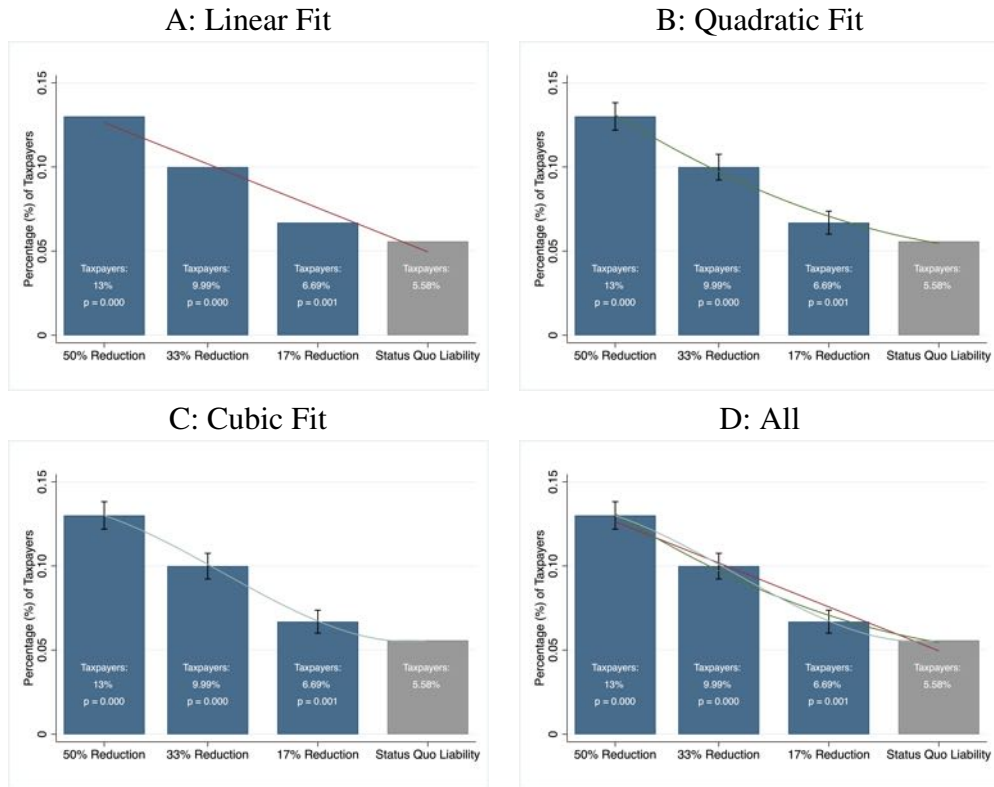 A: Linear Fit
Percentage (%) of Taxpayers
0.15
0.10
0.05
0
Taxpayers:
13%
p = 0.000
Taxpayers:
9.99%
p = 0.000
Taxpayers:
6.69%
p = 0.001
Taxpayers:
5.58%
50% Reduction 33% Reduction 17% Reduction Status Quo Liability
B: Quadratic Fit
Percentage (%) of Taxpayers
0.15
0.10
0.05
0
Taxpayers:
13%
p = 0.000
Taxpayers:
9.99%
p = 0.000
Taxpayers:
6.69%
p = 0.001
Taxpayers:
5.58%
50% Reduction 33% Reduction 17% Reduction Status Quo Liability
C: Cubic Fit
Percentage (%) of Taxpayers
0.15
0.10
0.05
0
Taxpayers:
13%
p = 0.000
Taxpayers:
9.99%
p = 0.000
Taxpayers:
6.69%
p = 0.001
Taxpayers:
5.58%
50% Reduction 33% Reduction 17% Reduction Status Quo Liability
D: All
Percentage (%) of Taxpayers
0.15
0.10
0.05
0
Taxpayers:
13%
p = 0.000
Taxpayers:
9.99%
p = 0.000
Taxpayers:
6.69%
p = 0.001
Taxpayers:
5.58%
50% Reduction 33% Reduction 17% Reduction Status Quo Liability